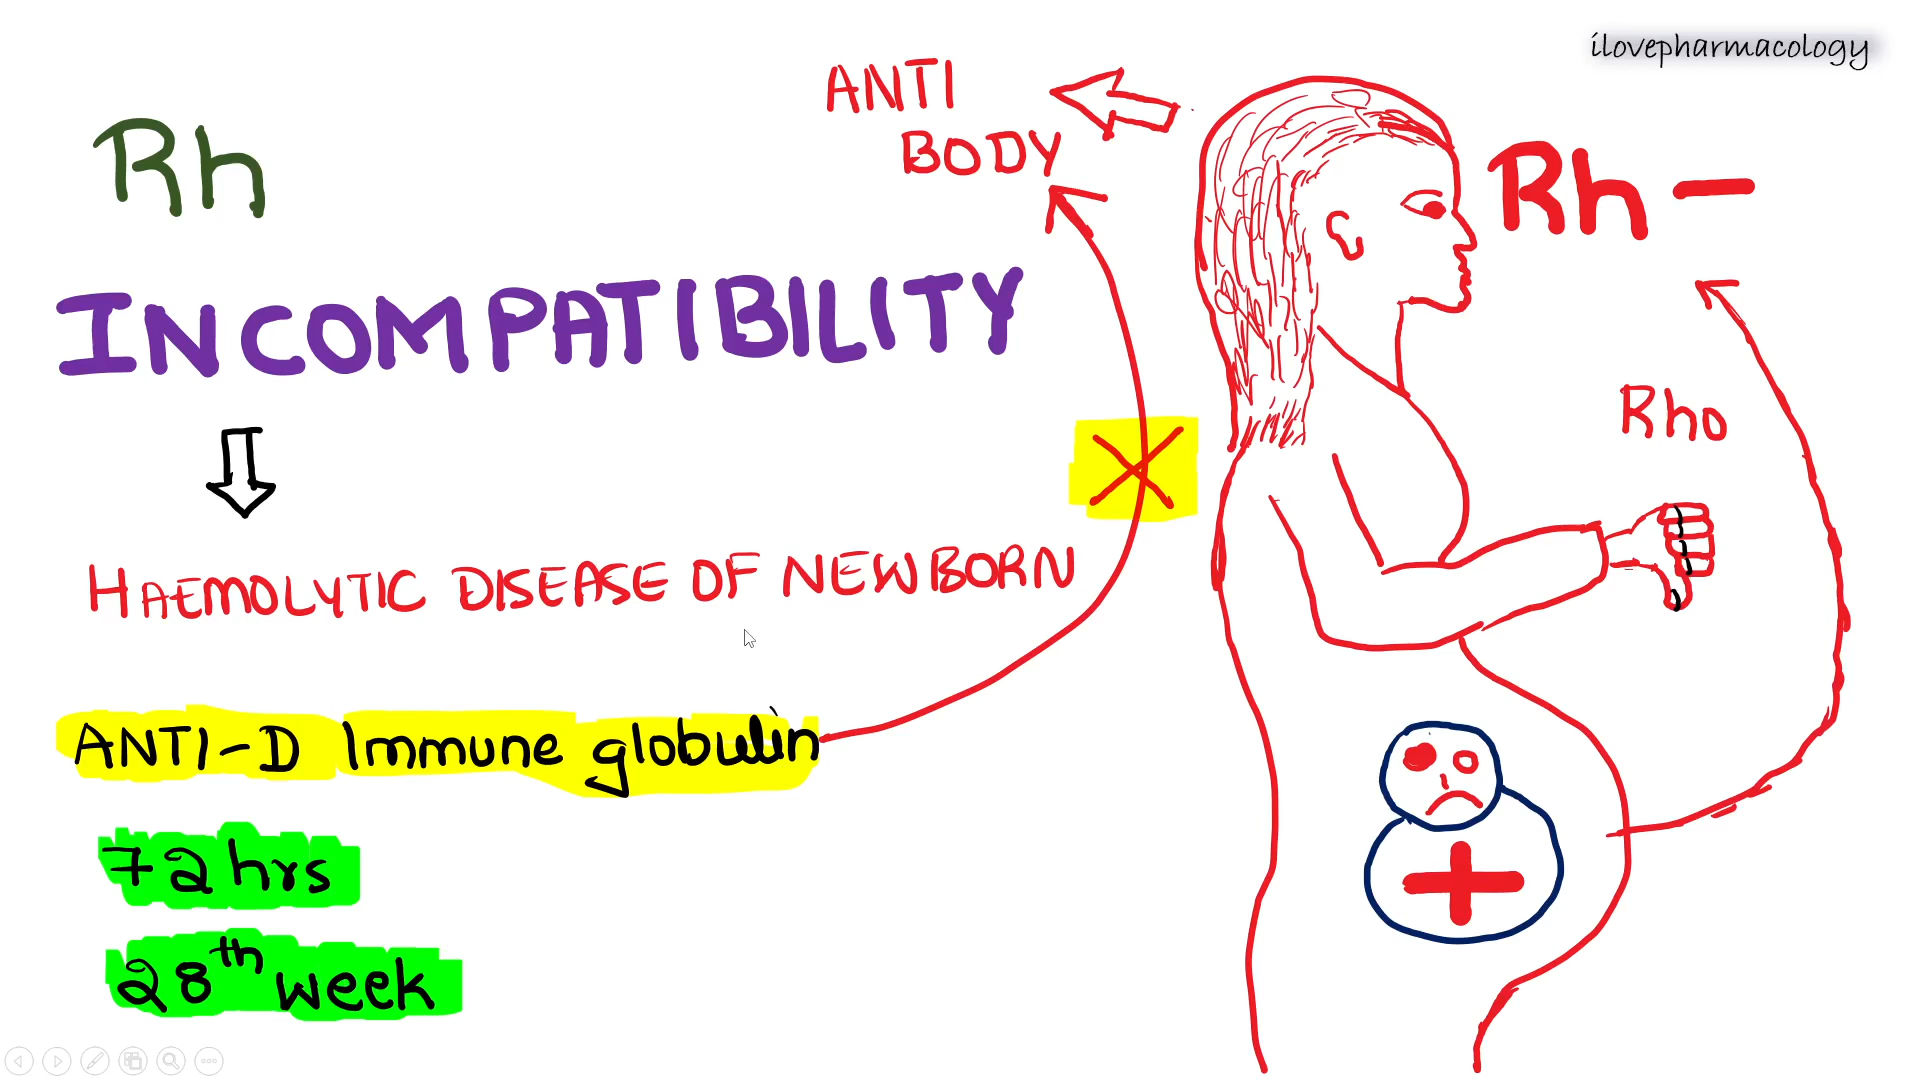 ilovepharmacology
Rh
INCOMPATIBILITY
HAEMOLYTIC DISEASE OF NEWBORN
ANTI-D Immune globulin
72 hrs
28th week
ANTI
BODY
Rh -
Rho
+